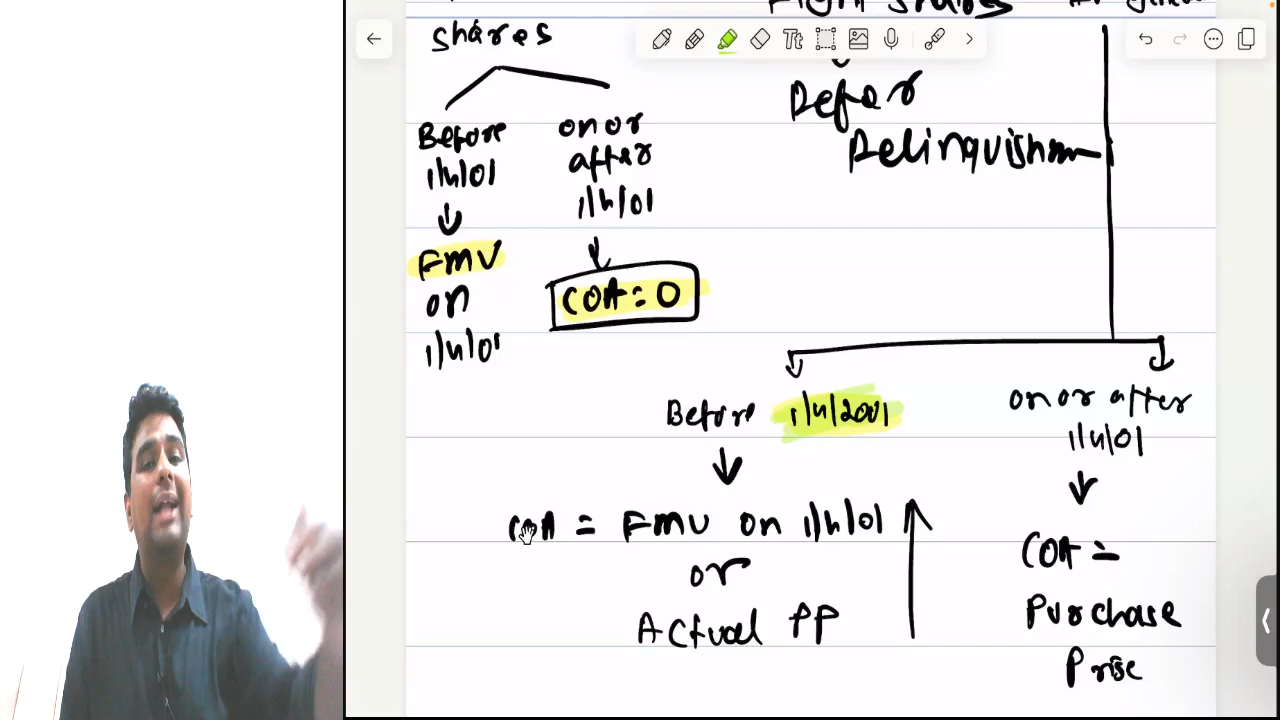 shares
Before
1/4/01
FMV
on
1/4/01
on or
after
1/4/01
COA = 0
Refer
Relinquishm
Before 1/4/2001
COA = FMV on 1/4/01
or
Actual PP
on or after
1/4/01
COA =
Purchase
Price
Tt